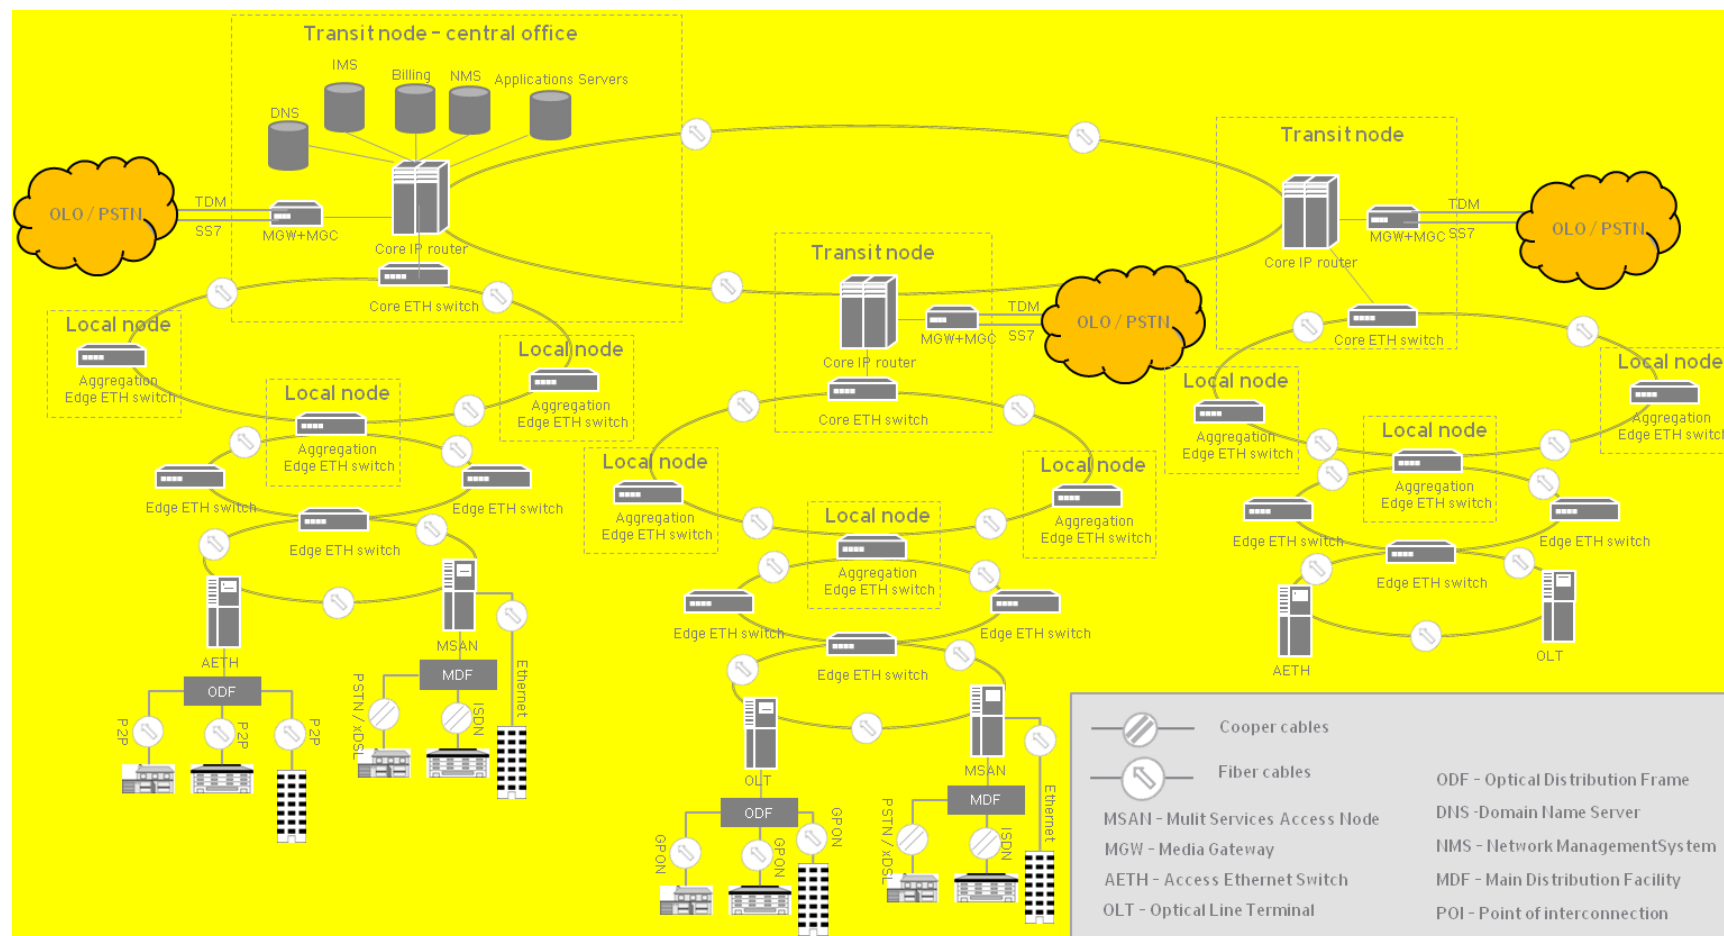 Transit node – central office
IMS
Billing
NMS
Applications Servers
DNS
OLO / PSTN
TDM
SS7
MGW+MGC
Core IP router
Core ETH switch
Transit node
Core IP router
MGW+MGC
TDM
SS7
OLO / PSTN
Core ETH switch
Transit node
Core IP router
MGW+MGC
TDM
SS7
OLO / PSTN
Core ETH switch
Local node
Aggregation
Edge ETH switch
Local node
Aggregation
Edge ETH switch
Local node
Aggregation
Edge ETH switch
Edge ETH switch
Edge ETH switch
Edge ETH switch
AETH
MSAN
ODF
MDF
P2P
P2P
P2P
PSTN / xDSL
ISDN
Ethernet
Local node
Aggregation
Edge ETH switch
Local node
Aggregation
Edge ETH switch
Local node
Aggregation
Edge ETH switch
Edge ETH switch
Edge ETH switch
Edge ETH switch
OLT
MSAN
ODF
MDF
GPON
GPON
GPON
PSTN / xDSL
ISDN
Ethernet
Local node
Aggregation
Edge ETH switch
Local node
Aggregation
Edge ETH switch
Local node
Aggregation
Edge ETH switch
Edge ETH switch
Edge ETH switch
Edge ETH switch
AETH
OLT
Cooper cables
Fiber cables
MSAN – Mulit Services Access Node
MGW – Media Gateway
AETH – Access Ethernet Switch
OLT – Optical Line Terminal
ODF – Optical Distribution Frame
DNS -Domain Name Server
NMS – Network ManagementSystem
MDF – Main Distribution Facility
POI – Point of interconnection